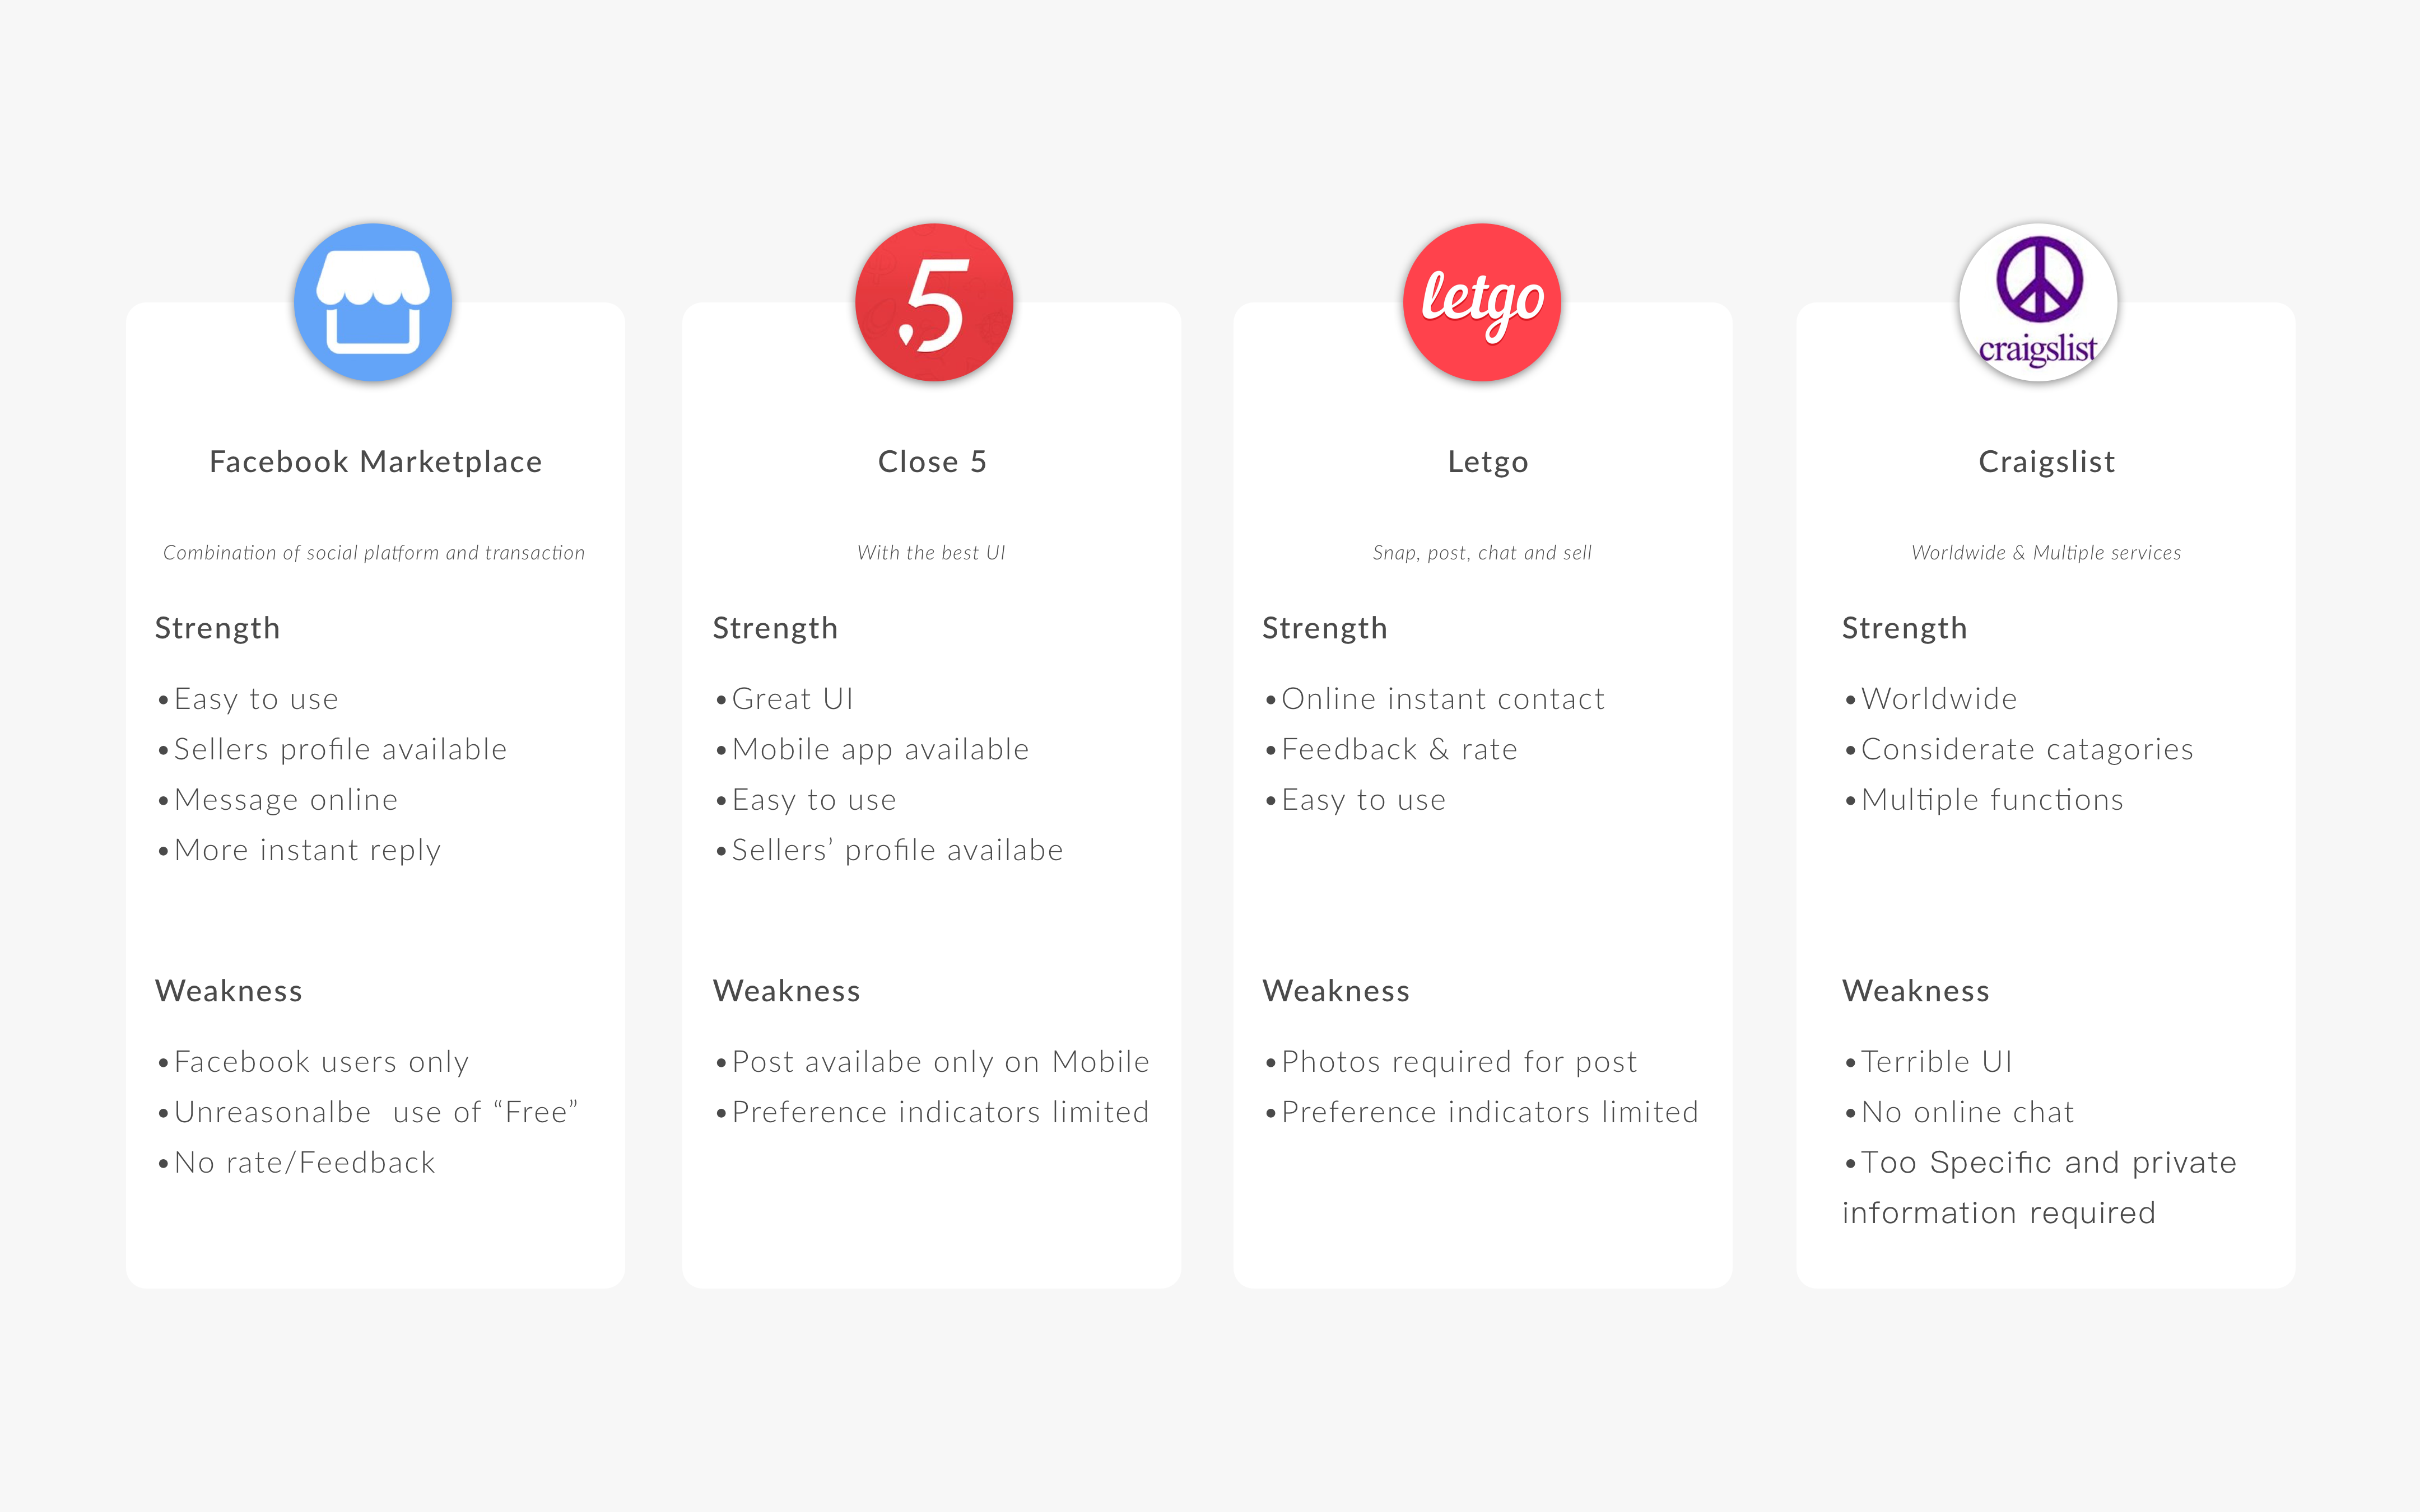 5
letgo
craigslist
Facebook Marketplace
Combination of social platform and transaction
Strength
•Easy to use
•Sellers profile available
•Message online
•More instant reply
Weakness
•Facebook users only
•Unreasonalbe  use of “Free”
•No rate/Feedback
Close 5
With the best UI
Strength
•Great UI
•Mobile app available
•Easy to use
•Sellers’ profile availabe
Weakness
•Post availabe only on Mobile
•Preference indicators limited
Letgo
Snap, post, chat and sell
Strength
•Online instant contact
•Feedback & rate
•Easy to use
Weakness
•Photos required for post
•Preference indicators limited
Craigslist
Worldwide & Multiple services
Strength
•Worldwide
•Considerate catagories
•Multiple functions
Weakness
•Terrible UI
•No online chat
•Too Specific and private
information required